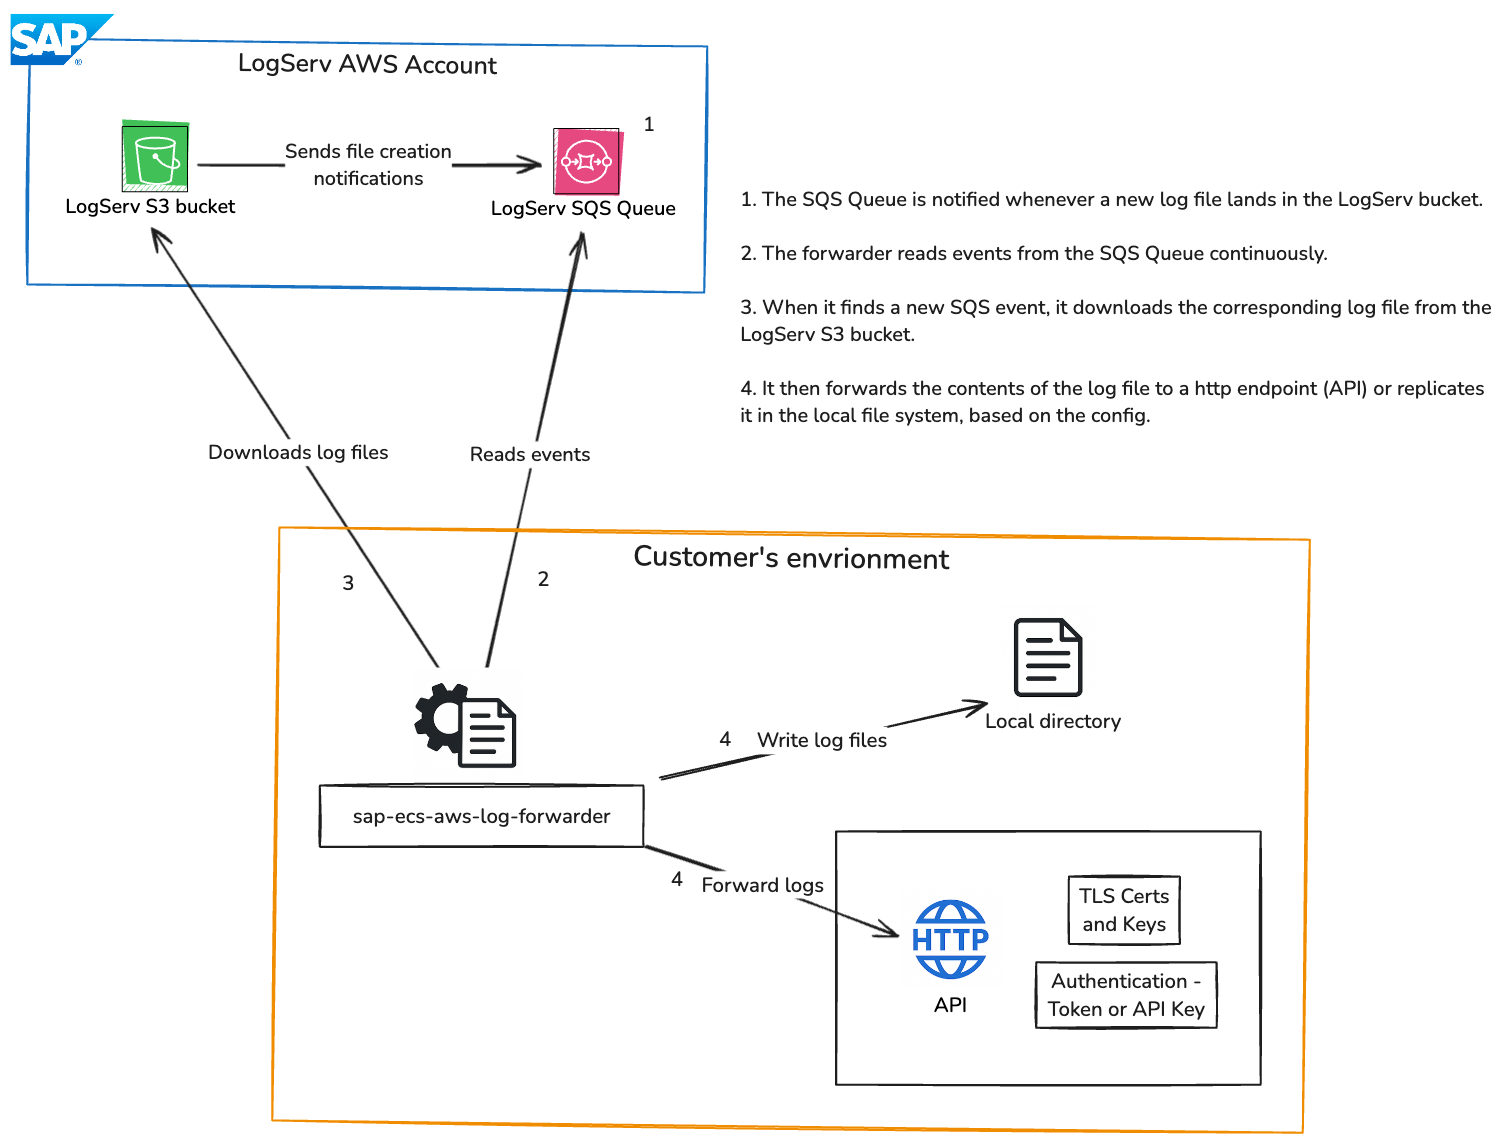 SAP
®
LogServ AWS Account
1
Sends file creation
notifications
LogServ S3 bucket
LogServ SQS Queue
1. The SQS Queue is notified whenever a new log file lands in the LogServ bucket.
2. The forwarder reads events from the SQS Queue continuously.
3. When it finds a new SQS event, it downloads the corresponding log file from the
LogServ S3 bucket.
4. It then forwards the contents of the log file to a http endpoint (API) or replicates
it in the local file system, based on the config.
Downloads log files
Reads events
Customer's envrionment
3
2
Local directory
4
Write log files
sap-ecs-aws-log-forwarder
4
Forward logs
HTTP
API
TLS Certs
and Keys
Authentication -
Token or API Key